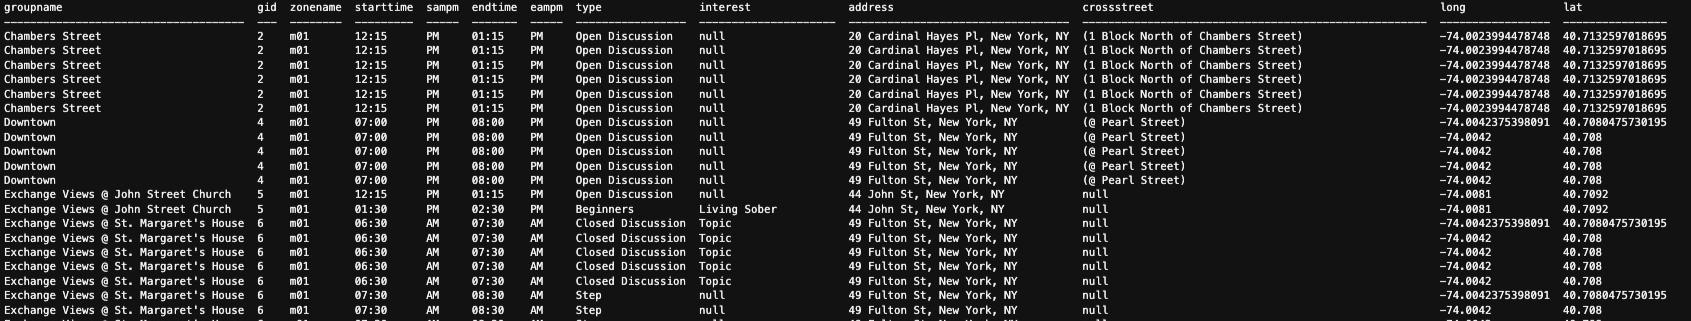 groupname gid zonename starttime sampm endtime eampm type interest address crossstreet long lat
Chambers Street 2 m01 12:15 PM 01:15 PM Open Discussion null 20 Cardinal Hayes Pl, New York, NY (1 Block North of Chambers Street) -74.0023994478748 40.7132597018695
Chambers Street 2 m01 12:15 PM 01:15 PM Open Discussion null 20 Cardinal Hayes Pl, New York, NY (1 Block North of Chambers Street) -74.0023994478748 40.7132597018695
Chambers Street 2 m01 12:15 PM 01:15 PM Open Discussion null 20 Cardinal Hayes Pl, New York, NY (1 Block North of Chambers Street) -74.0023994478748 40.7132597018695
Chambers Street 2 m01 12:15 PM 01:15 PM Open Discussion null 20 Cardinal Hayes Pl, New York, NY (1 Block North of Chambers Street) -74.0023994478748 40.7132597018695
Chambers Street 2 m01 12:15 PM 01:15 PM Open Discussion null 20 Cardinal Hayes Pl, New York, NY (1 Block North of Chambers Street) -74.0023994478748 40.7132597018695
Chambers Street 2 m01 12:15 PM 01:15 PM Open Discussion null 20 Cardinal Hayes Pl, New York, NY (1 Block North of Chambers Street) -74.0023994478748 40.7132597018695
Downtown 4 m01 07:00 PM 08:00 PM Open Discussion null 49 Fulton St, New York, NY (@ Pearl Street) -74.0042375398091 40.7080475730195
Downtown 4 m01 07:00 PM 08:00 PM Open Discussion null 49 Fulton St, New York, NY (@ Pearl Street) -74.0042 40.708
Downtown 4 m01 07:00 PM 08:00 PM Open Discussion null 49 Fulton St, New York, NY (@ Pearl Street) -74.0042 40.708
Downtown 4 m01 07:00 PM 08:00 PM Open Discussion null 49 Fulton St, New York, NY (@ Pearl Street) -74.0042 40.708
Downtown 4 m01 07:00 PM 08:00 PM Open Discussion null 49 Fulton St, New York, NY (@ Pearl Street) -74.0042 40.708
Exchange Views @ John Street Church 5 m01 12:15 PM 01:15 PM Open Discussion null 44 John St, New York, NY null -74.0081 40.7092
Exchange Views @ John Street Church 5 m01 01:30 PM 02:30 PM Beginners Living Sober 44 John St, New York, NY null -74.0081 40.7092
Exchange Views @ St. Margaret's House 6 m01 06:30 AM 07:30 AM Closed Discussion Topic 49 Fulton St, New York, NY null -74.0042375398091 40.7080475730195
Exchange Views @ St. Margaret's House 6 m01 06:30 AM 07:30 AM Closed Discussion Topic 49 Fulton St, New York, NY null -74.0042 40.708
Exchange Views @ St. Margaret's House 6 m01 06:30 AM 07:30 AM Closed Discussion Topic 49 Fulton St, New York, NY null -74.0042 40.708
Exchange Views @ St. Margaret's House 6 m01 06:30 AM 07:30 AM Closed Discussion Topic 49 Fulton St, New York, NY null -74.0042 40.708
Exchange Views @ St. Margaret's House 6 m01 06:30 AM 07:30 AM Closed Discussion Topic 49 Fulton St, New York, NY null -74.0042 40.708
Exchange Views @ St. Margaret's House 6 m01 07:30 AM 08:30 AM Step null 49 Fulton St, New York, NY null -74.0042375398091 40.7080475730195
Exchange Views @ St. Margaret's House 6 m01 07:30 AM 08:30 AM Step null 49 Fulton St, New York, NY null -74.0042 40.708